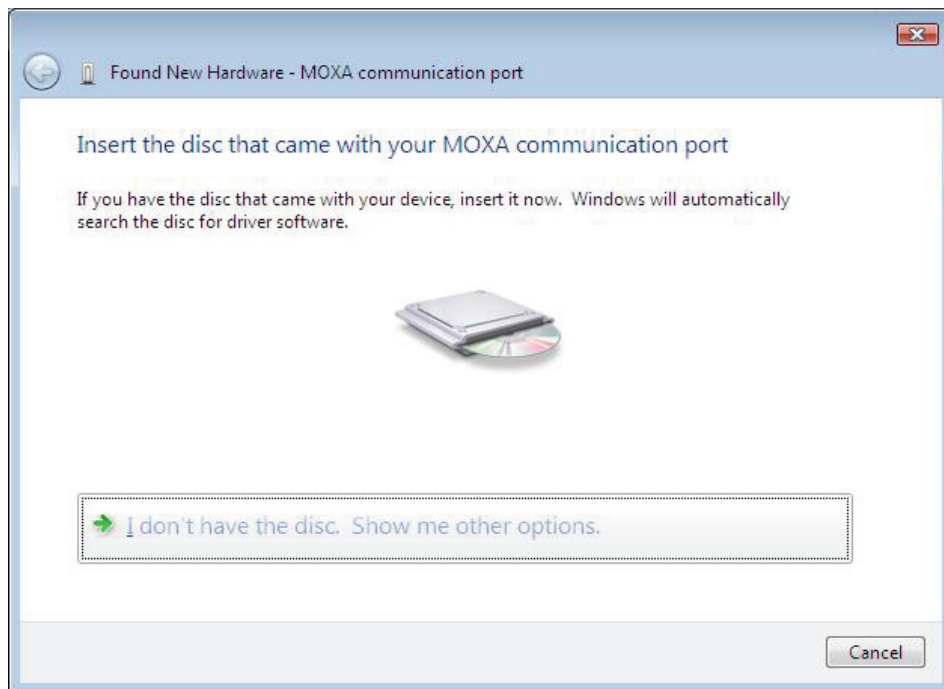 Found New Hardware - MOXA communication port
Insert the disc that came with your MOXA communication port
If you have the disc that came with your device, insert it now.  Windows will automatically
search the disc for driver software.
I don't have the disc.  Show me other options.
Cancel